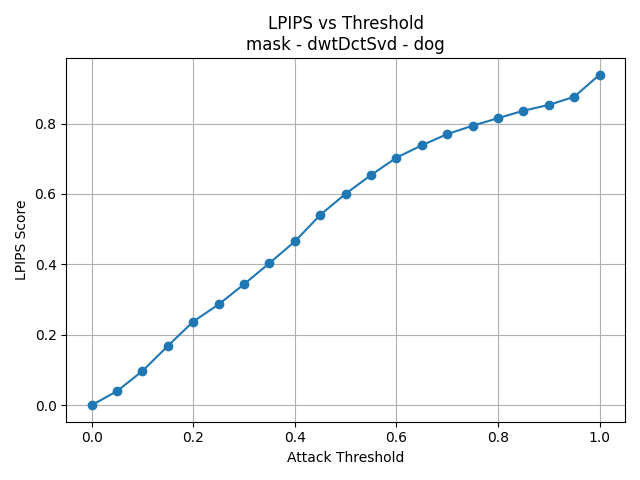 LPIPS vs Threshold
mask - dwtDctSvd - dog
LPIPS Score
0.8
0.6
0.4
0.2
0.0
0.0 0.2 0.4 0.6 0.8 1.0
Attack Threshold